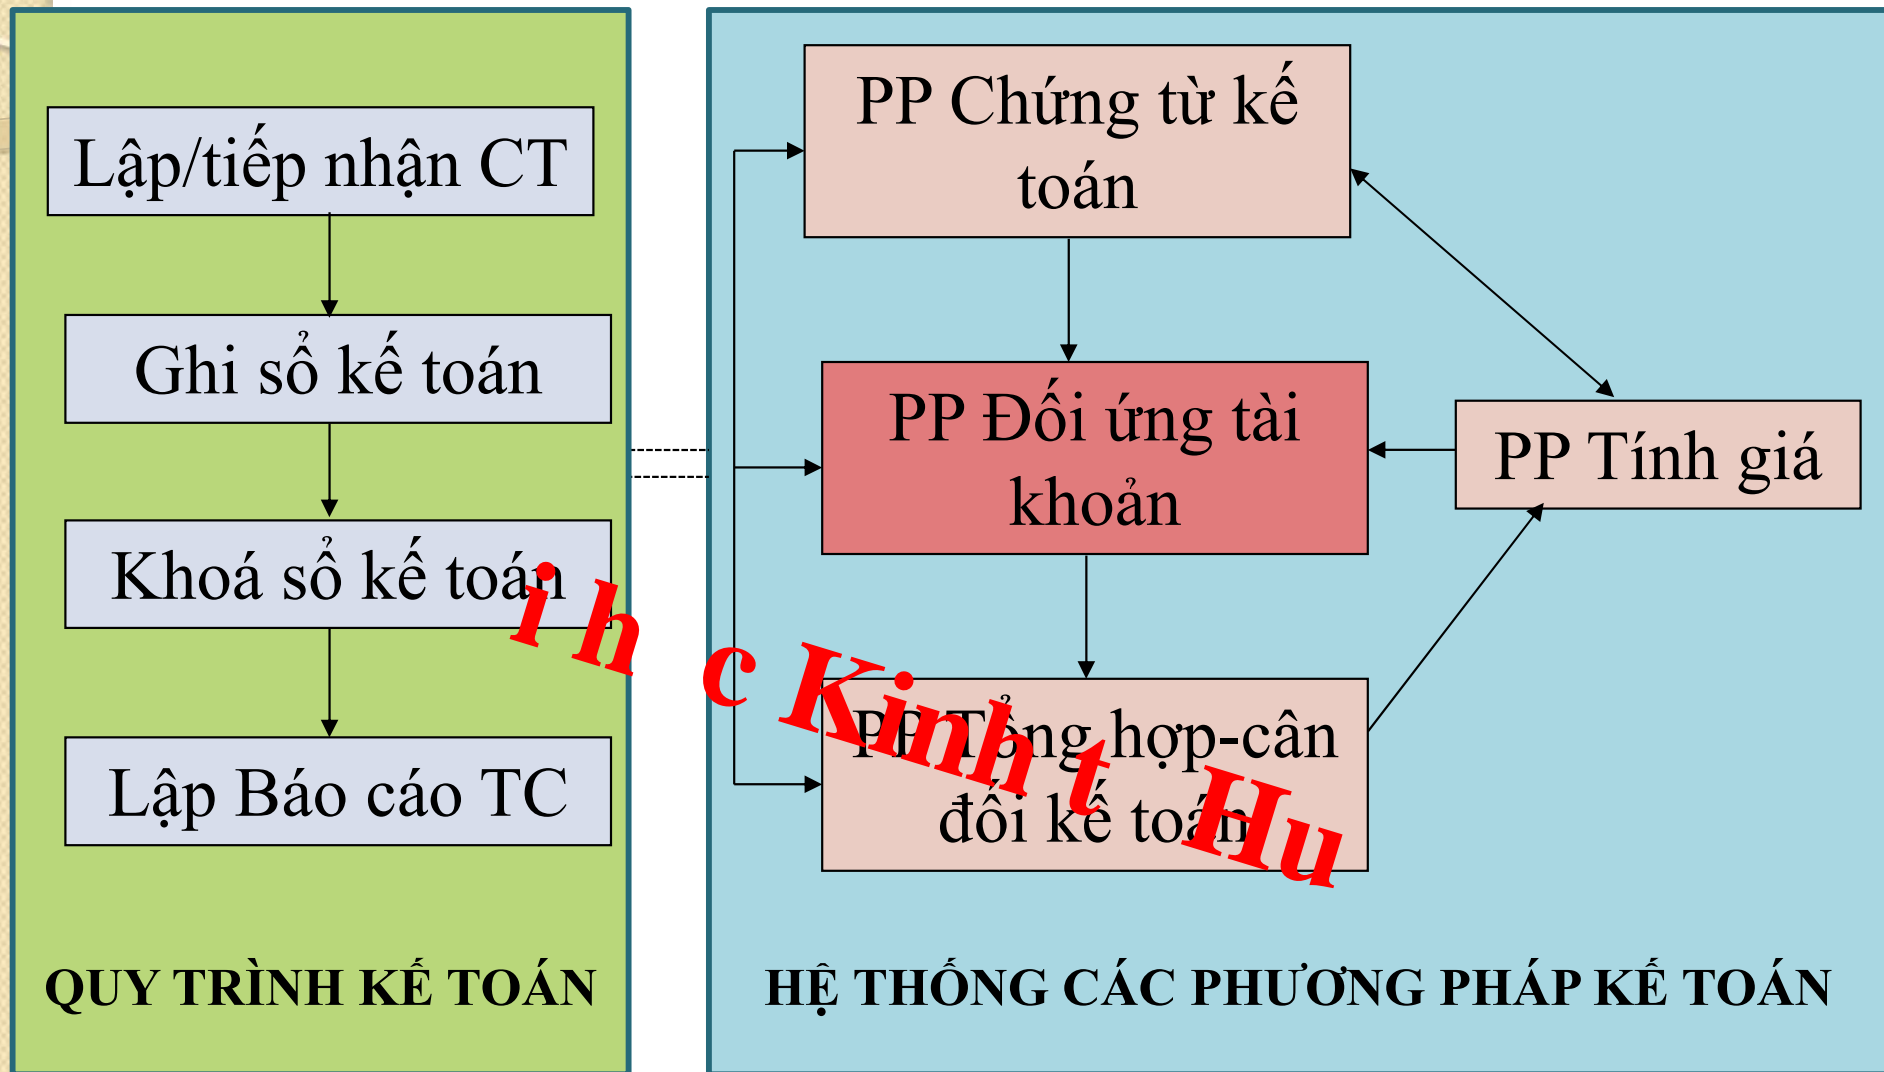 Lập/tiếp nhận CT
Ghi sổ kế toán
Khoá sổ kế toán
Lập Báo cáo TC
QUY TRÌNH KẾ TOÁN
PP Chứng từ kế
toán
PP Đối ứng tài
khoản
PP Tính giá
PP Tổng hợp-cân
đối kế toán
HỆ THỐNG CÁC PHƯƠNG PHÁP KẾ TOÁN
i h c Kinh t Hu